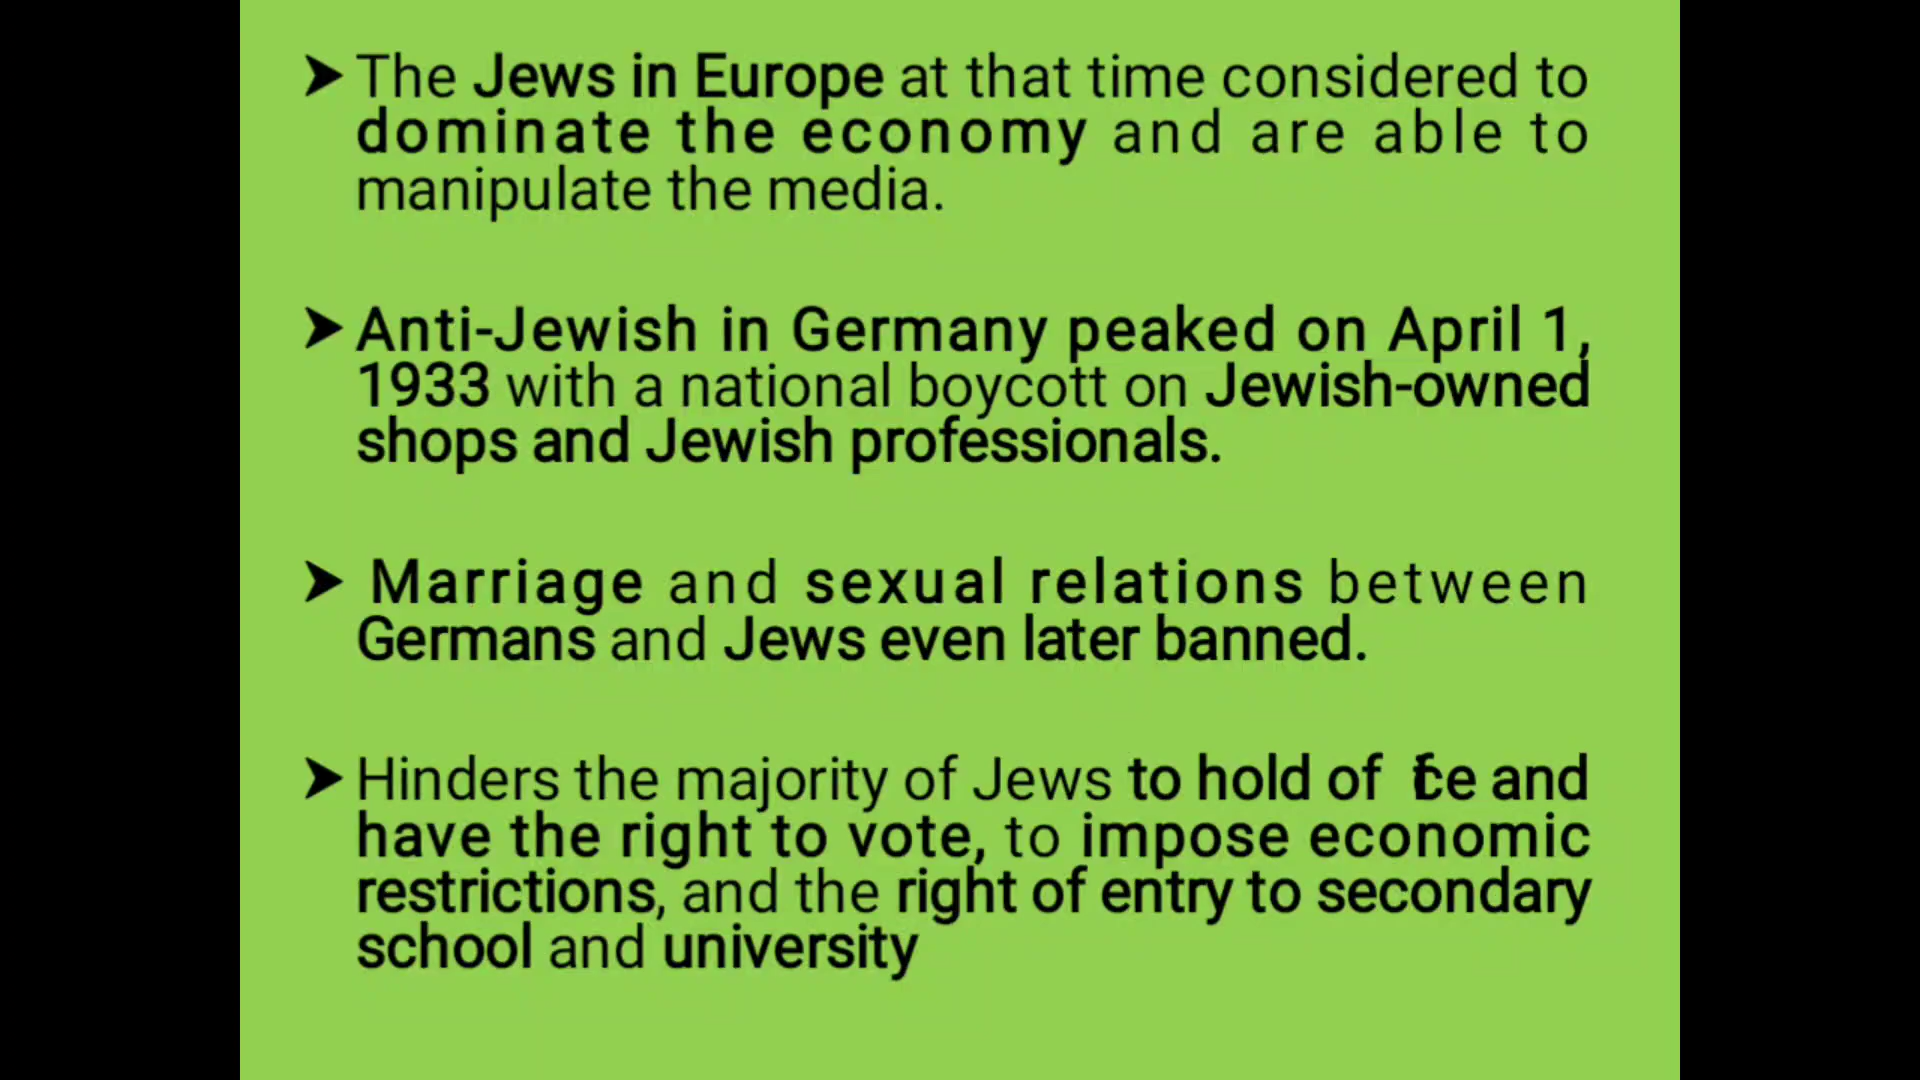 ➤ The Jews in Europe at that time considered to
dominate the economy and are able to
manipulate the media.
➤ Anti-Jewish in Germany peaked on April 1,
1933 with a national boycott on Jewish-owned
shops and Jewish professionals.
➤ Marriage and sexual relations between
Germans and Jews even later banned.
➤ Hinders the majority of Jews to hold of fice and
have the right to vote, to impose economic
restrictions, and the right of entry to secondary
school and university